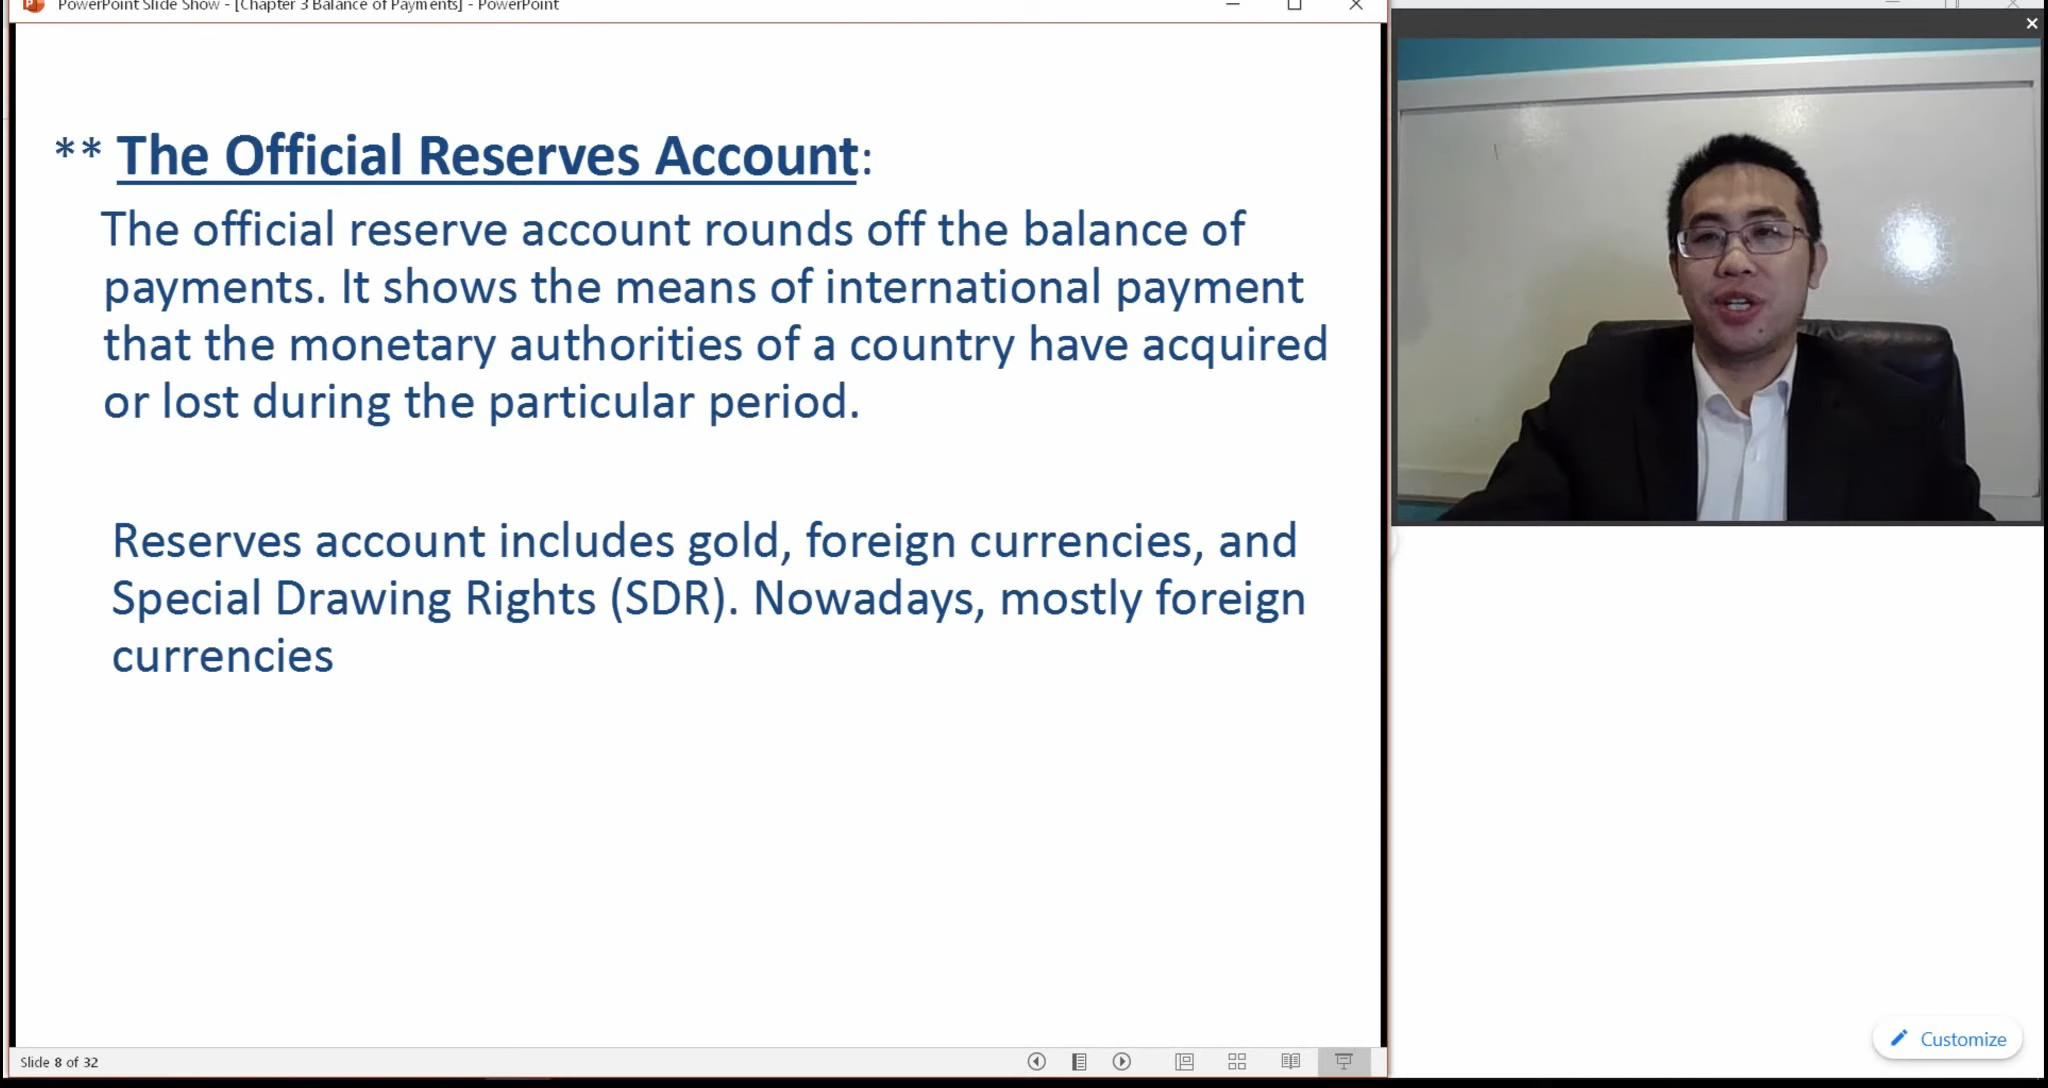 PowerPoint Slide Show - [Chapter 3 Balance of Payments] - PowerPoint
** The Official Reserves Account:
The official reserve account rounds off the balance of
payments. It shows the means of international payment
that the monetary authorities of a country have acquired
or lost during the particular period.
Reserves account includes gold, foreign currencies, and
Special Drawing Rights (SDR). Nowadays, mostly foreign
currencies
Customize
Slide 8 of 32